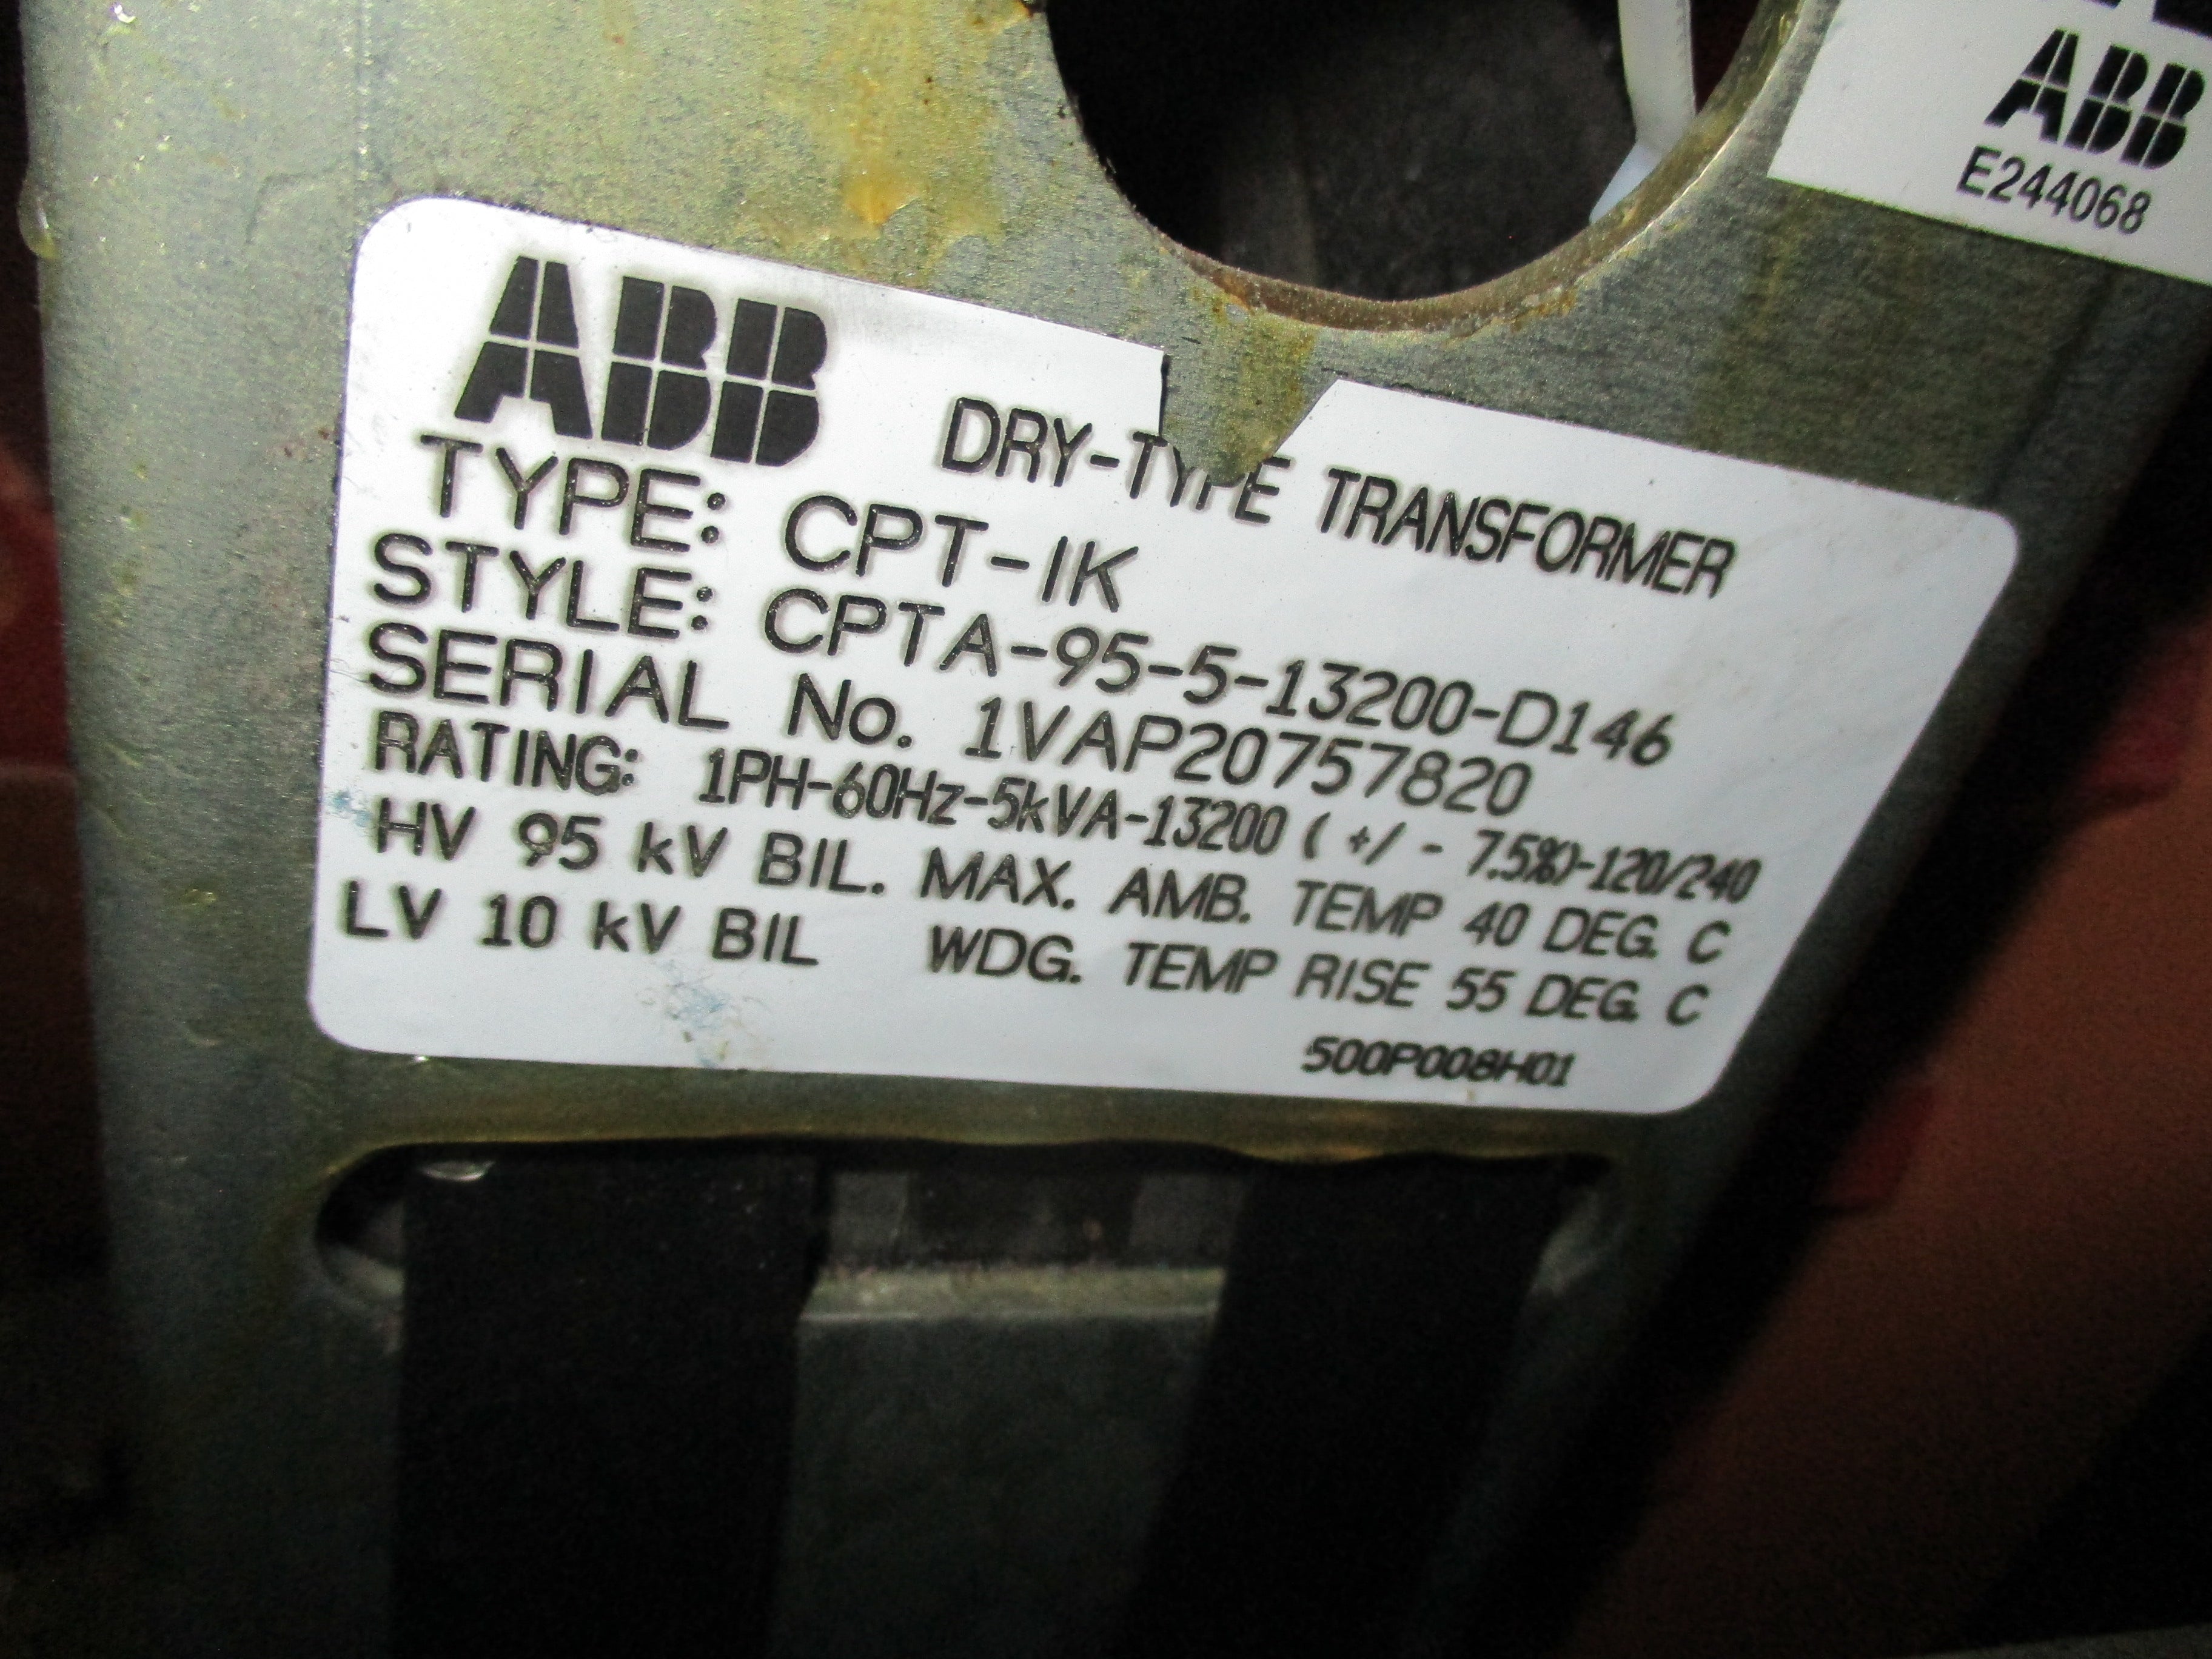 ABB
E244068
ABB
DRY-TYPE TRANSFORMER
TYPE: CPT-IK
STYLE: CPTA-95-5-13200-D146
SERIAL No. 1VAP20757820
RATING: 1PH-60Hz-5kVA-13200 ( +/ - 7.5%)-120/240
HV 95 kV BIL. MAX. AMB. TEMP 40 DEG. C
LV 10 kV BIL WDG. TEMP RISE 55 DEG. C
500P008H01